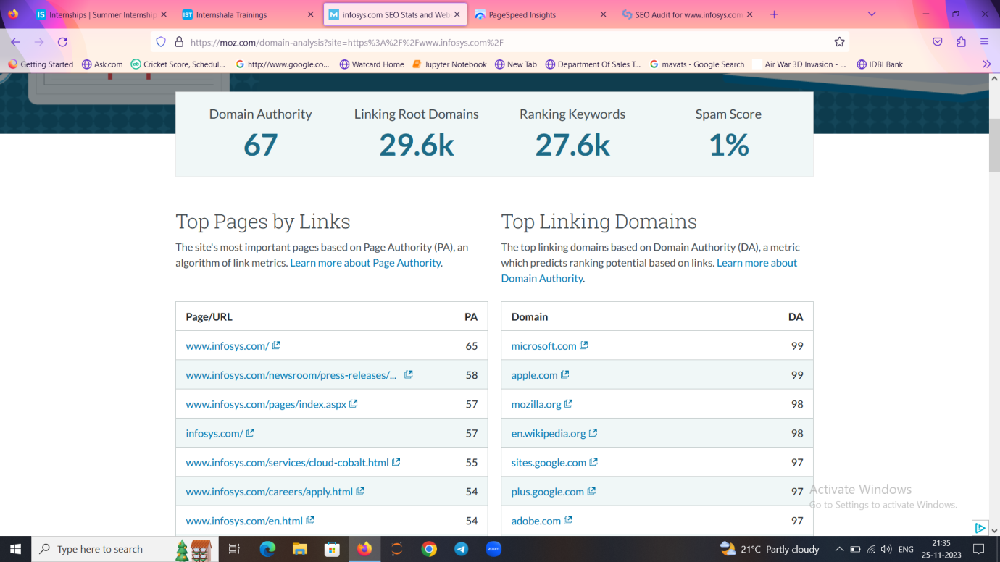 Internships | Summer Internship
Internshala Trainings
infosys.com SEO Stats and Web
PageSpeed Insights
SEO Audit for www.infosys.com
https://moz.com/domain-analysis?site=https%3A%2F%2Fwww.infosys.com%2F
Getting Started
Ask.com
Cricket Score, Schedul...
http://www.google.co...
Watcard Home
Jupyter Notebook
New Tab
Department Of Sales T...
mavats - Google Search
Air War 3D Invasion - ...
IDBI Bank
Domain Authority
67
Linking Root Domains
29.6k
Ranking Keywords
27.6k
Spam Score
1%
Top Pages by Links
The site's most important pages based on Page Authority (PA), an
algorithm of link metrics. Learn more about Page Authority.
Page/URL PA
www.infosys.com/ 65
www.infosys.com/newsroom/press-releases/... 58
www.infosys.com/pages/index.aspx 57
infosys.com/ 57
www.infosys.com/services/cloud-cobalt.html 55
www.infosys.com/careers/apply.html 54
www.infosys.com/en.html 54
Top Linking Domains
The top linking domains based on Domain Authority (DA), a metric
which predicts ranking potential based on links. Learn more about
Domain Authority.
Domain DA
microsoft.com 99
apple.com 99
mozilla.org 98
en.wikipedia.org 98
sites.google.com 97
plus.google.com 97
adobe.com 97
Activate Windows
Go to Settings to activate Windows.
Type here to search
zoom
21°C Partly cloudy
ENG
21:35
25-11-2023